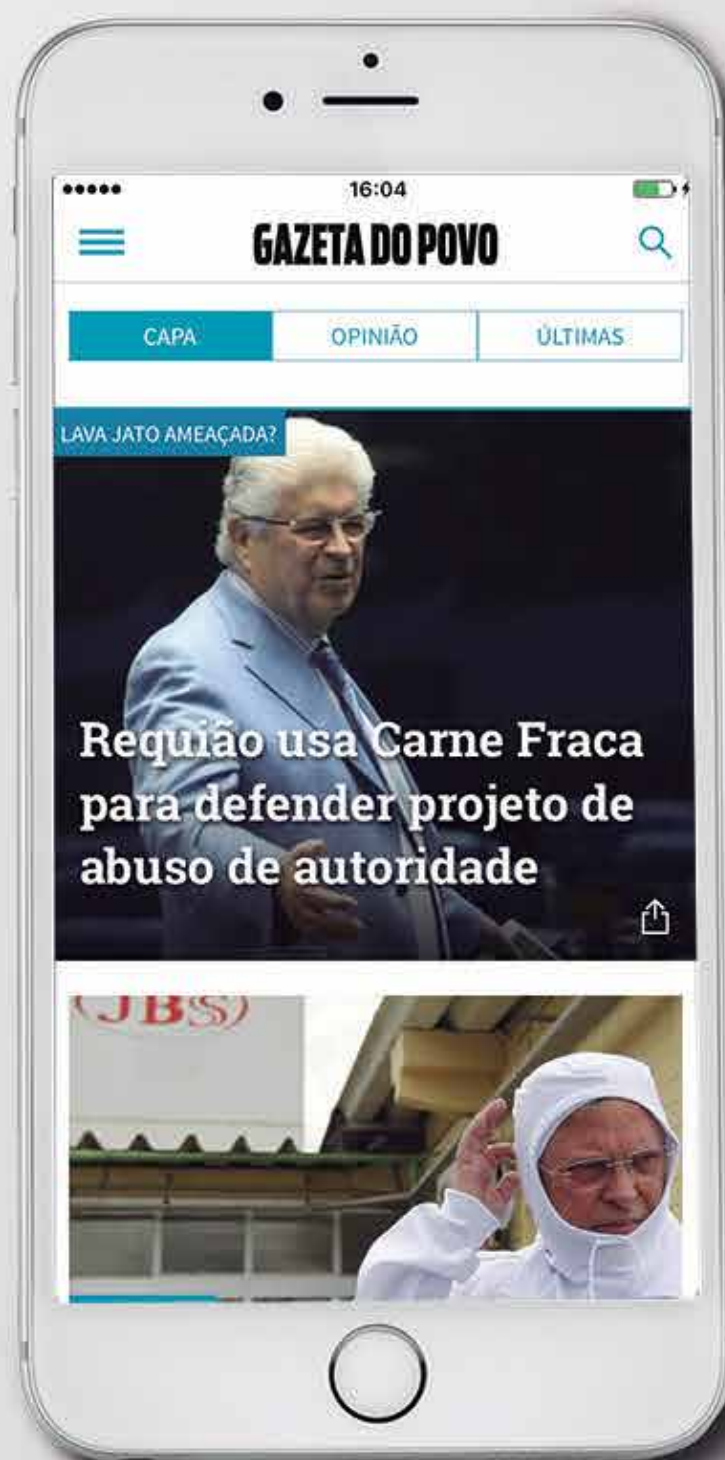 16:04
GAZETA DO POVO
CAPA OPINIÃO ÚLTIMAS
LAVA JATO AMEAÇADA?
Requião usa Carne Fraca
para defender projeto de
abuso de autoridade
(JBS)